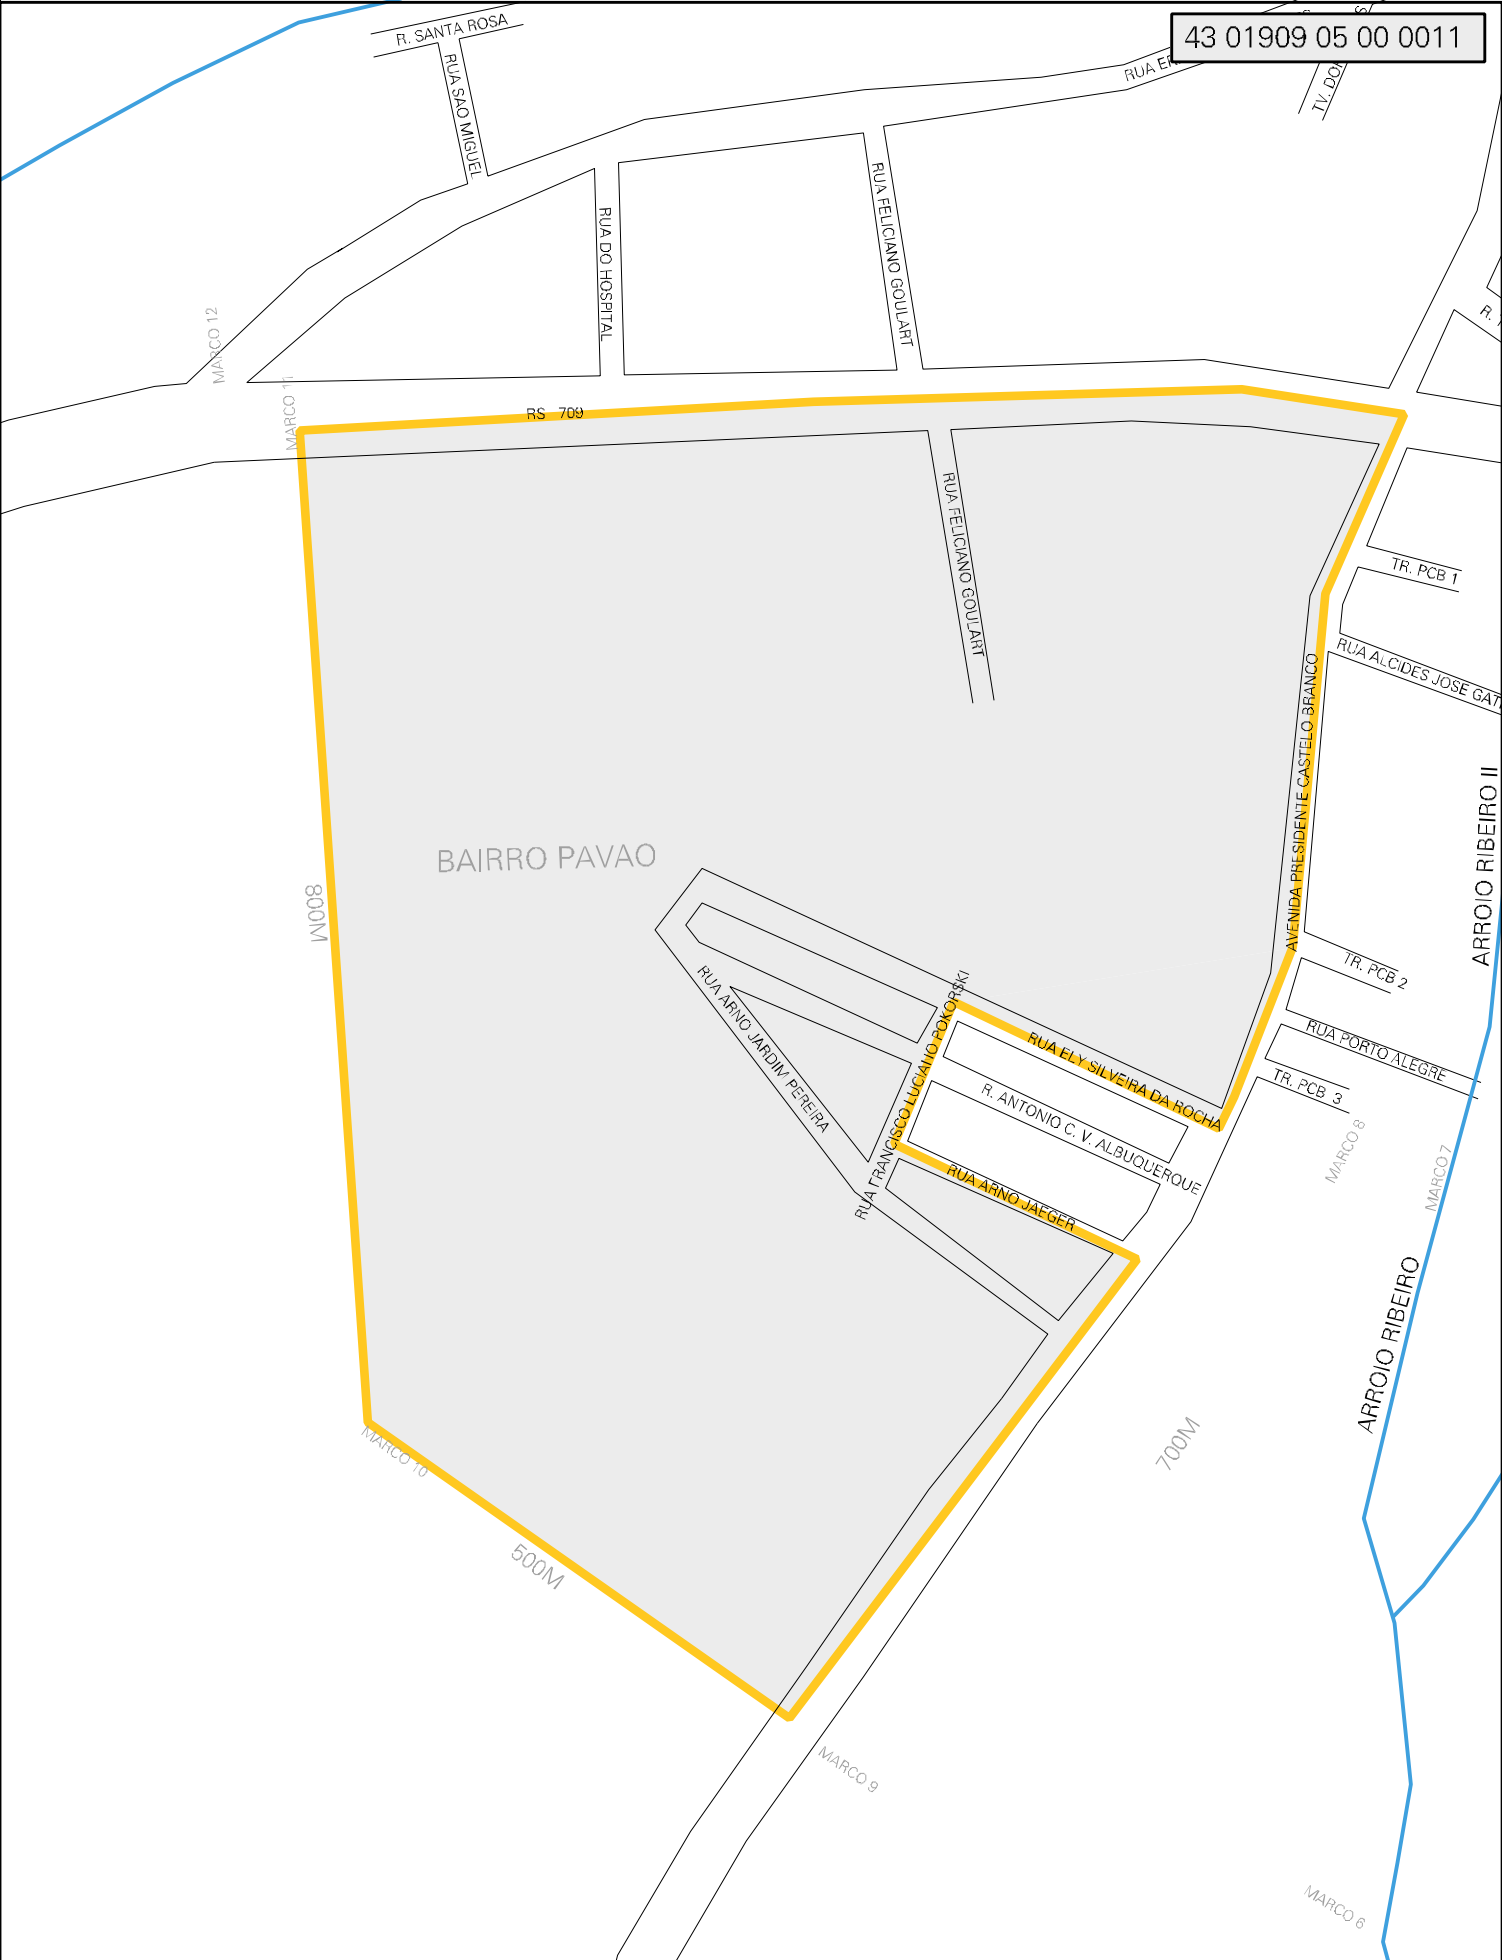 43 01909 05 00 0011
R. SANTA ROSA
RUA SAO MIGUEL
RUA
TV.
RUA FELICIANO GOULART
RUA DO HOSPITAL
MARCO 12
R.
MARCO 11
RS 709
RUA FELICIANO GOULART
TR. PCB 1
RUA ALCIDES JOSE
AVENIDA PRESIDENTE CASTELO BRANCO
ARROIO RIBEIRO II
BAIRRO PAVAO
800M
TR. PCB 2
RUA ARNO JARDIM PEREIRA
RUA FRANCISCO LUCIANO POKORSKI
RUA ELY SILVEIRA DA ROCHA
RUA PORTO ALEGRE
TR. PCB 3
R. ANTONIO C. V. ALBUQUERQUE
MARCO 8
MARCO 7
RUA ARNO JAEGER
ARROIO RIBEIRO
MARCO 10
700M
500M
MARCO 9
MARCO 6